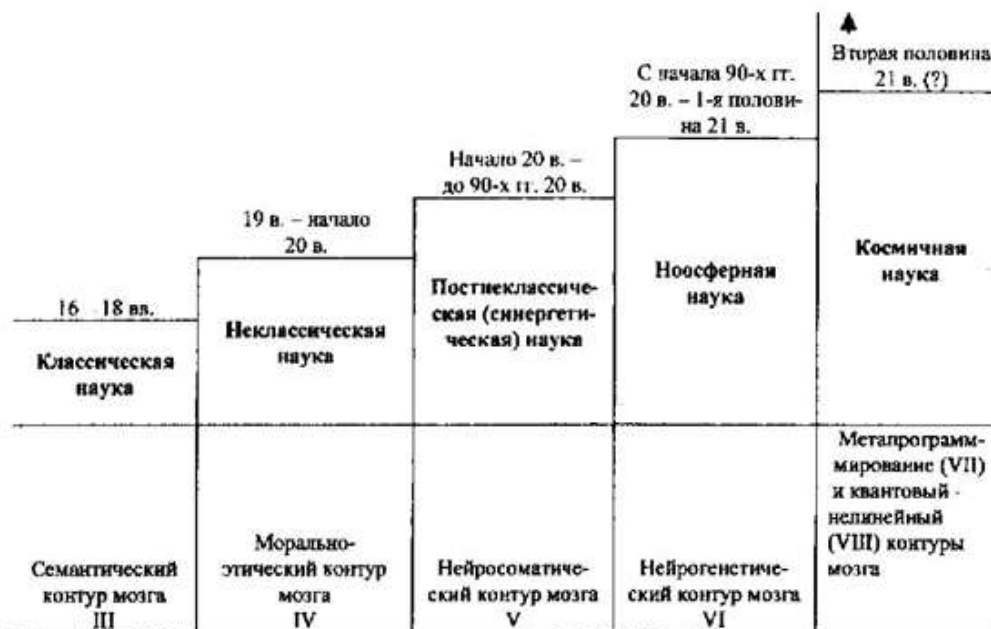 16 – 18 вв.
Классическая
наука
Семантический
контур мозга
III
19 в. – начало
20 в.
Неклассическая
наука
Морально-
этический контур
мозга
IV
Начало 20 в. –
до 90-х гг. 20 в.
Постнеклассиче-
ская (синергети-
ческая) наука
Нейросоматиче-
ский контур мозга
V
С начала 90-х гг.
20 в. – 1-я полови-
на 21 в.
Ноосферная
наука
Нейрогенетиче-
ский контур мозга
VI
Вторая половина
21 в. (?)
Космичная
наука
Метапрограмм-
мирование (VII)
и квантовый -
нелинейный
(VIII) контуры
мозга